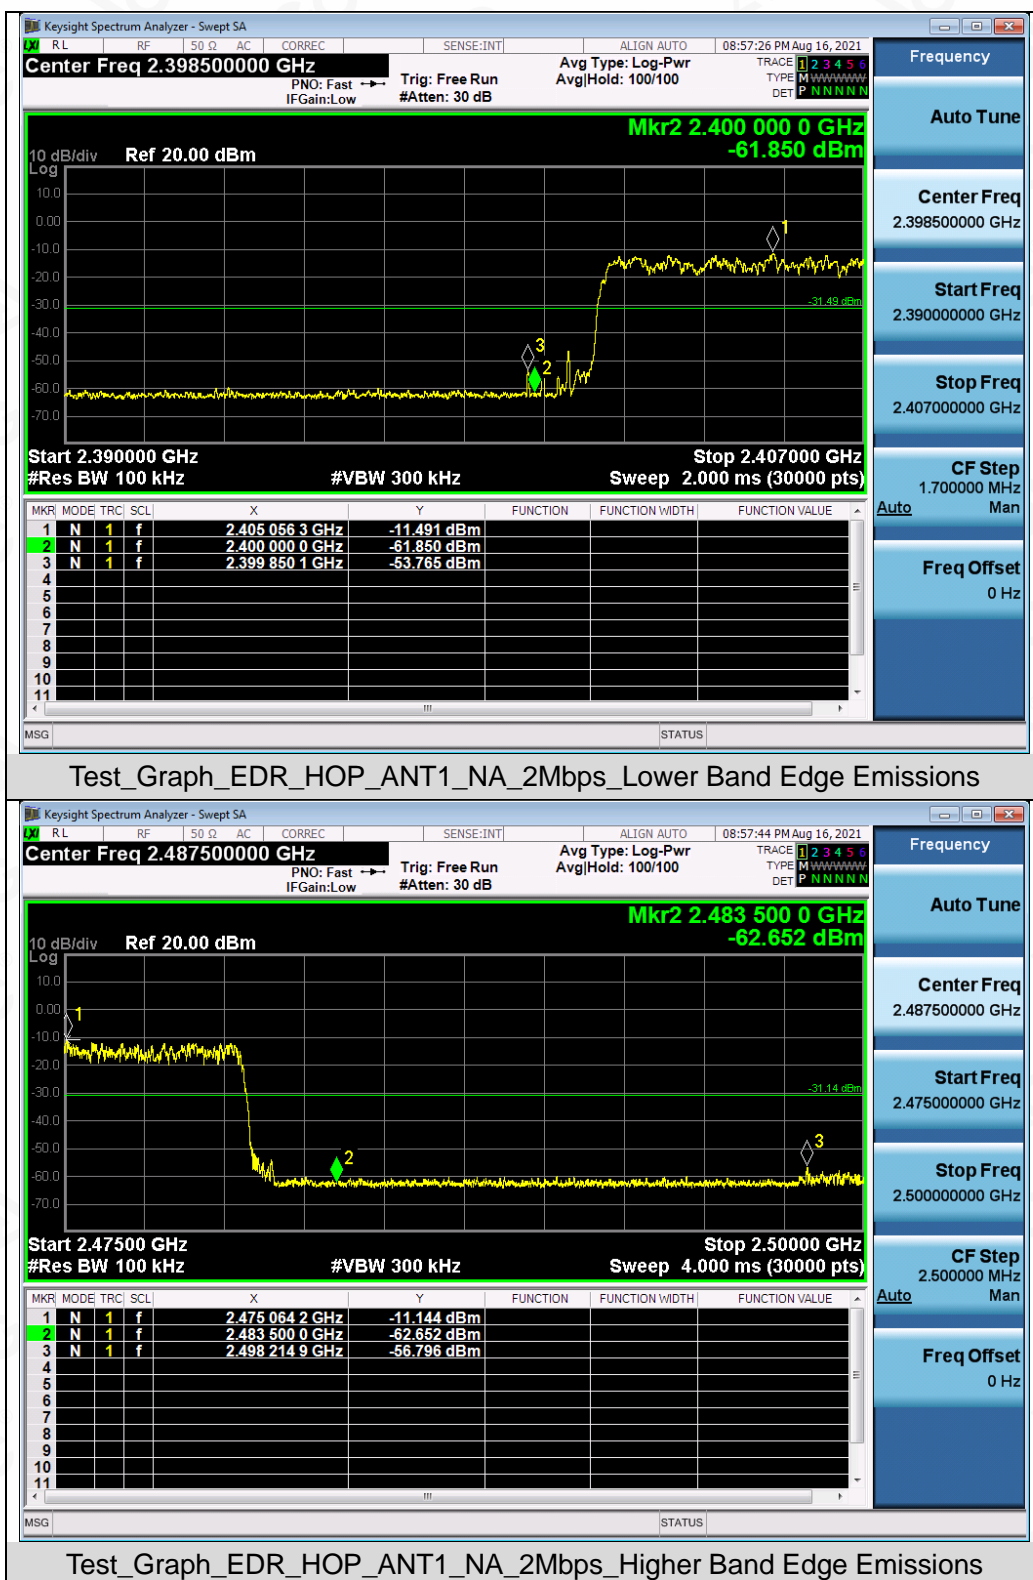 Keysight Spectrum Analyzer - Swept SA
LXI RL RF 50 Ω AC CORREC SENSE:INT ALIGN AUTO 08:57:26 PM Aug 16, 2021
Center Freq 2.398500000 GHz
PNO: Fast
IFGain:Low
Trig: Free Run
#Atten: 30 dB
Avg Type: Log-Pwr
Avg|Hold: 100/100
TRACE 1 2 3 4 5 6
TYPE M W W W W W
DET P N N N N N
Mkr2 2.400 000 0 GHz
-61.850 dBm
10 dB/div Ref 20.00 dBm
Log
10.0
0.00
-10.0
-20.0
-30.0
-40.0
-50.0
-60.0
-70.0
1
-31.49 dBm
3
2
Start 2.390000 GHz Stop 2.407000 GHz
#Res BW 100 kHz #VBW 300 kHz Sweep 2.000 ms (30000 pts)
MKR MODE TRC SCL X Y FUNCTION FUNCTION WIDTH FUNCTION VALUE
1 N 1 f 2.405 056 3 GHz -11.491 dBm
2 N 1 f 2.400 000 0 GHz -61.850 dBm
3 N 1 f 2.399 850 1 GHz -53.765 dBm
4
5
6
7
8
9
10
11
MSG STATUS
Frequency
Auto Tune
Center Freq
2.398500000 GHz
Start Freq
2.390000000 GHz
Stop Freq
2.407000000 GHz
CF Step
1.700000 MHz
Auto Man
Freq Offset
0 Hz
Test_Graph_EDR_HOP_ANT1_NA_2Mbps_Lower Band Edge Emissions
Keysight Spectrum Analyzer - Swept SA
LXI RL RF 50 Ω AC CORREC SENSE:INT ALIGN AUTO 08:57:44 PM Aug 16, 2021
Center Freq 2.487500000 GHz
PNO: Fast
IFGain:Low
Trig: Free Run
#Atten: 30 dB
Avg Type: Log-Pwr
Avg|Hold: 100/100
TRACE 1 2 3 4 5 6
TYPE M W W W W W
DET P N N N N N
Mkr2 2.483 500 0 GHz
-62.652 dBm
10 dB/div Ref 20.00 dBm
Log
10.0
0.00
-10.0
-20.0
-30.0
-40.0
-50.0
-60.0
-70.0
1
-31.14 dBm
2
3
Start 2.47500 GHz Stop 2.50000 GHz
#Res BW 100 kHz #VBW 300 kHz Sweep 4.000 ms (30000 pts)
MKR MODE TRC SCL X Y FUNCTION FUNCTION WIDTH FUNCTION VALUE
1 N 1 f 2.475 064 2 GHz -11.144 dBm
2 N 1 f 2.483 500 0 GHz -62.652 dBm
3 N 1 f 2.498 214 9 GHz -56.796 dBm
4
5
6
7
8
9
10
11
MSG STATUS
Frequency
Auto Tune
Center Freq
2.487500000 GHz
Start Freq
2.475000000 GHz
Stop Freq
2.500000000 GHz
CF Step
2.500000 MHz
Auto Man
Freq Offset
0 Hz
Test_Graph_EDR_HOP_ANT1_NA_2Mbps_Higher Band Edge Emissions